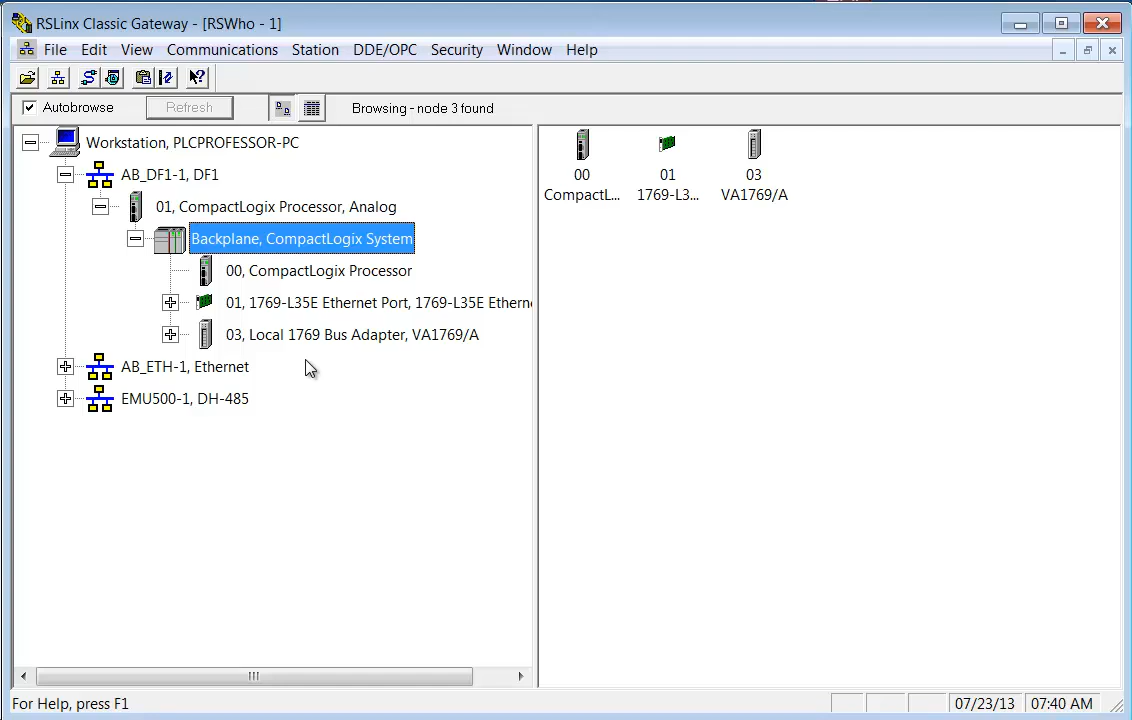 RSLinx Classic Gateway - [RSWho - 1]
File Edit View Communications Station DDE/OPC Security Window Help
Autobrowse Refresh Browsing - node 3 found
Workstation, PLCPROFESSOR-PC
AB_DF1-1, DF1
01, CompactLogix Processor, Analog
Backplane, CompactLogix System
00, CompactLogix Processor
01, 1769-L35E Ethernet Port, 1769-L35E Ethern
03, Local 1769 Bus Adapter, VA1769/A
AB_ETH-1, Ethernet
EMU500-1, DH-485
00 01 03
CompactL... 1769-L3... VA1769/A
For Help, press F1 07/23/13 07:40 AM